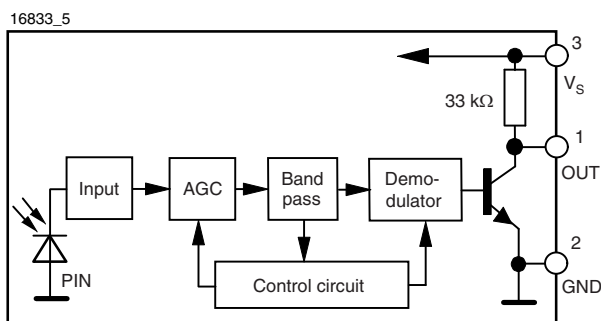 16833_5
3
V_S
33 kΩ
1
OUT
Input
AGC
Band
pass
Demo-
dulator
2
GND
PIN
Control circuit